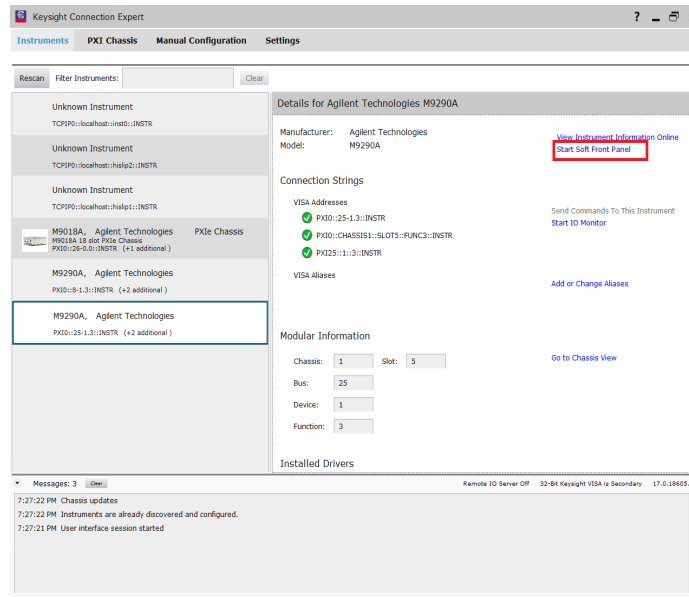 Keysight Connection Expert
?
Instruments PXI Chassis Manual Configuration Settings
Rescan Filter Instruments: Clear
Unknown Instrument
TCPIP0::localhost::inst0::INSTR
Unknown Instrument
TCPIP0::localhost::hislip2::INSTR
Unknown Instrument
TCPIP0::localhost::hislip1::INSTR
M9018A, Agilent Technologies PXIe Chassis
M9018A 18 slot PXIe Chassis
PXI0::26-0.0::INSTR (+1 additional )
M9290A, Agilent Technologies
PXI0::8-1.3::INSTR (+2 additional )
M9290A, Agilent Technologies
PXI0::25-1.3::INSTR (+2 additional )
Details for Agilent Technologies M9290A
Manufacturer: Agilent Technologies
Model: M9290A
View Instrument Information Online
Start Soft Front Panel
Connection Strings
VISA Addresses
PXI0::25-1.3::INSTR
PXI0::CHASSIS1::SLOT5::FUNC3::INSTR
PXI25::1::3::INSTR
Send Commands To This Instrument
Start IO Monitor
VISA Aliases
Add or Change Aliases
Modular Information
Chassis: 1 Slot: 5
Go to Chassis View
Bus: 25
Device: 1
Function: 3
Installed Drivers
Messages: 3 Clear
Remote IO Server Off 32-Bit Keysight VISA is Secondary 17.0.18605.
7:27:22 PM Chassis updates
7:27:22 PM Instruments are already discovered and configured.
7:27:21 PM User interface session started